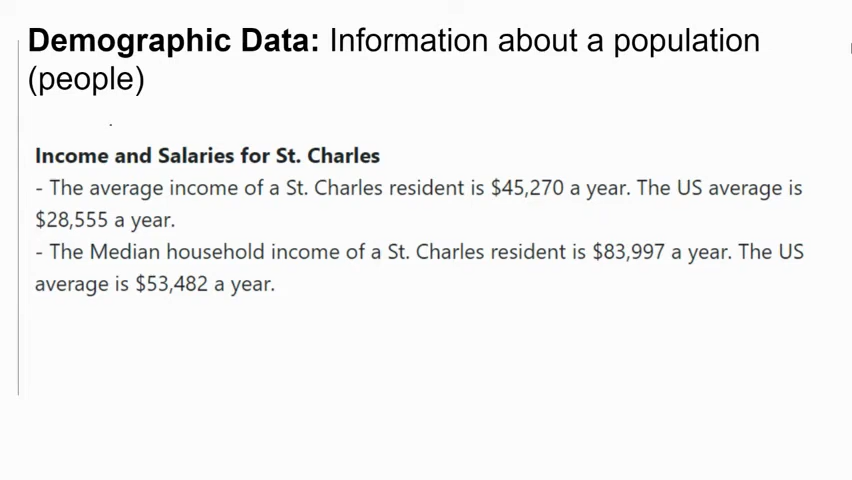 Demographic Data: Information about a population
(people)
Income and Salaries for St. Charles
- The average income of a St. Charles resident is $45,270 a year. The US average is
$28,555 a year.
- The Median household income of a St. Charles resident is $83,997 a year. The US
average is $53,482 a year.